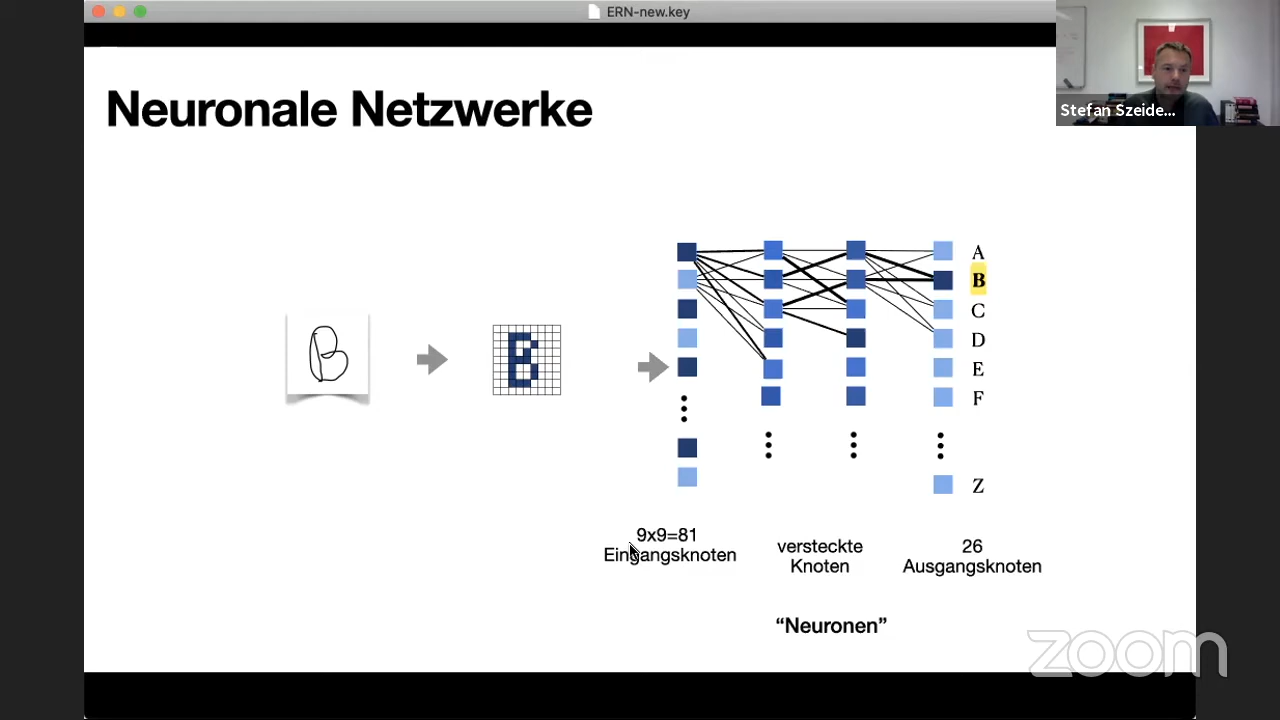 ERN-new.key
Stefan Szeide...
Neuronale Netzwerke
B
B
A
B
C
D
E
F
Z
9x9=81
Eingangsknoten
versteckte
Knoten
26
Ausgangsknoten
“Neuronen”
zoom